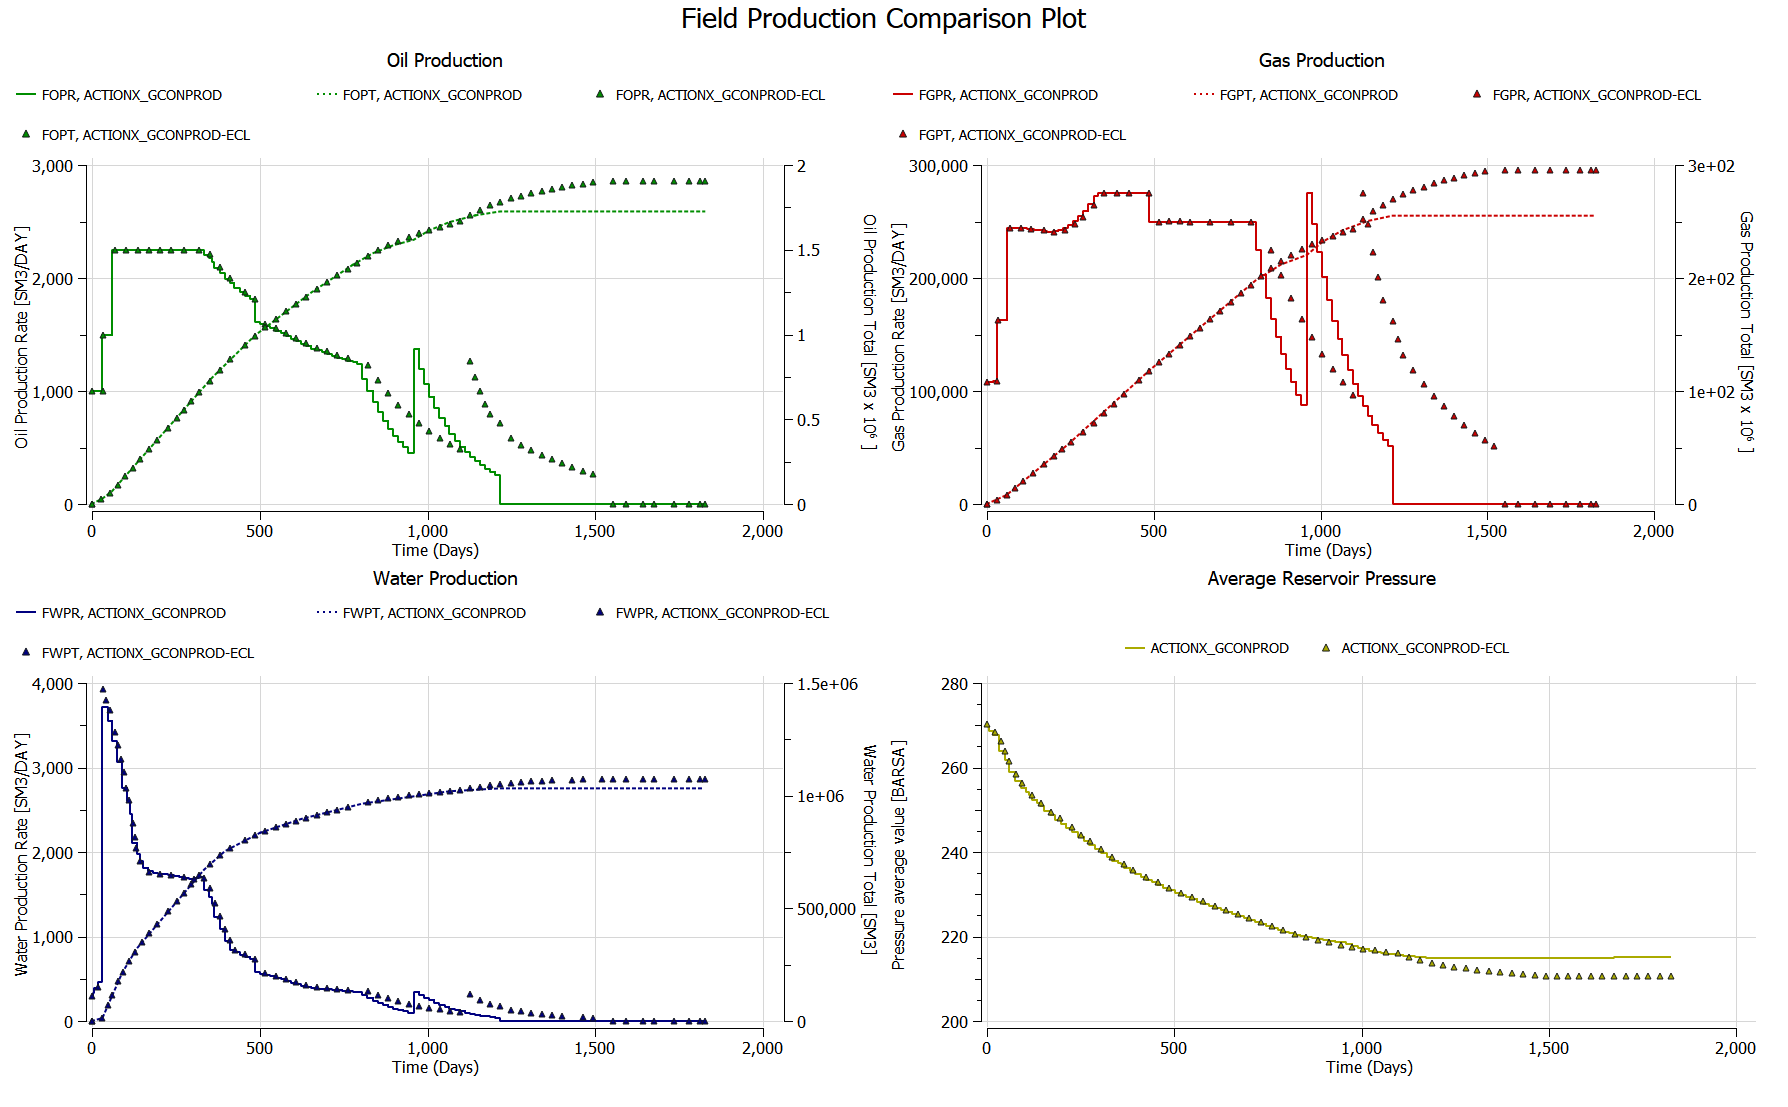 Field Production Comparison Plot
Oil Production
FOPR, ACTIONX_GCONPROD
FOPT, ACTIONX_GCONPROD
FOPR, ACTIONX_GCONPROD-ECL
FOPT, ACTIONX_GCONPROD-ECL
Oil Production Rate [SM3/DAY]
3,000
2,000
1,000
0
2
1.5
1
0.5
0
Oil Production Total [SM3 x 10⁶ ]
0
500
1,000
1,500
2,000
Time (Days)
Gas Production
FGPR, ACTIONX_GCONPROD
FGPT, ACTIONX_GCONPROD
FGPR, ACTIONX_GCONPROD-ECL
FGPT, ACTIONX_GCONPROD-ECL
Gas Production Rate [SM3/DAY]
300,000
200,000
100,000
0
3e+02
2e+02
1e+02
0
Gas Production Total [SM3 x 10⁶ ]
0
500
1,000
1,500
2,000
Time (Days)
Water Production
FWPR, ACTIONX_GCONPROD
FWPT, ACTIONX_GCONPROD
FWPR, ACTIONX_GCONPROD-ECL
FWPT, ACTIONX_GCONPROD-ECL
Water Production Rate [SM3/DAY]
4,000
3,000
2,000
1,000
0
1.5e+06
1e+06
500,000
0
Water Production Total [SM3]
0
500
1,000
1,500
2,000
Time (Days)
Average Reservoir Pressure
ACTIONX_GCONPROD
ACTIONX_GCONPROD-ECL
Pressure average value [BARSA]
280
260
240
220
200
0
500
1,000
1,500
2,000
Time (Days)